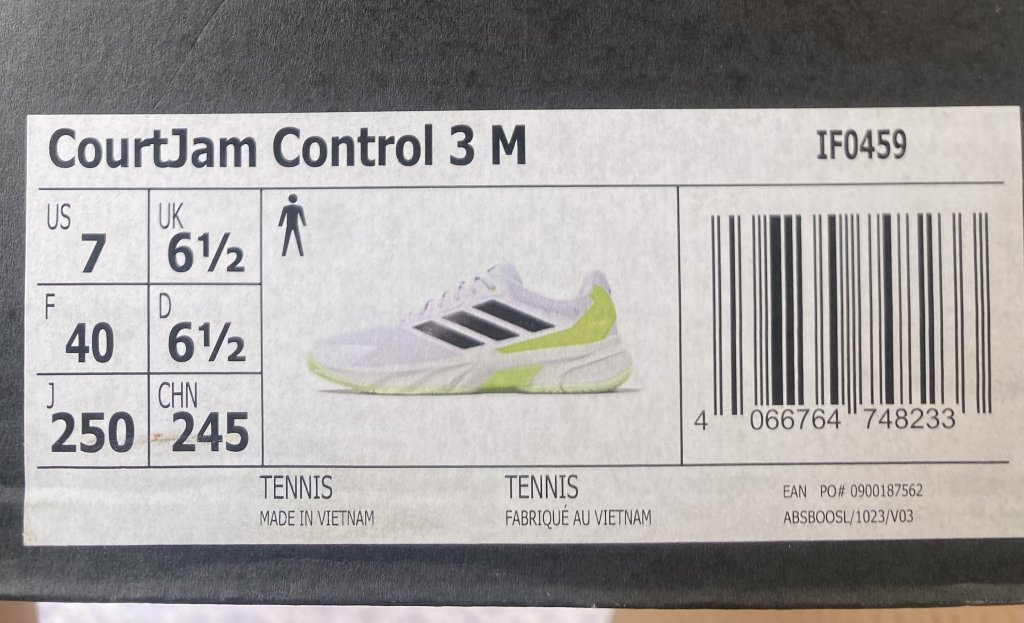 CourtJam Control 3 M
IF0459
US
7
UK
6½
F
40
D
6½
J
250
CHN
245
4 066764 748233
TENNIS
MADE IN VIETNAM
TENNIS
FABRIQUÉ AU VIETNAM
EAN PO# 0900187562
ABSBOOSL/1023/V03